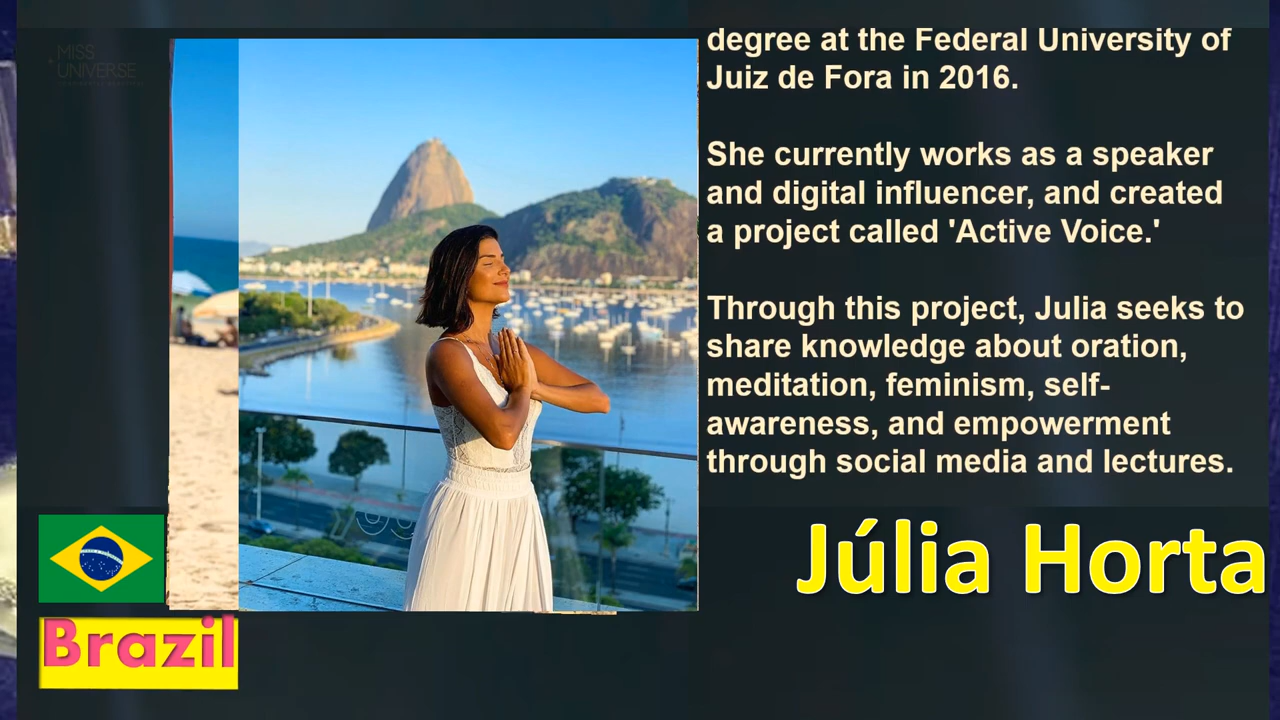 MISS
UNIVERSE
degree at the Federal University of
Juiz de Fora in 2016.
She currently works as a speaker
and digital influencer, and created
a project called 'Active Voice.'
Through this project, Julia seeks to
share knowledge about oration,
meditation, feminism, self-
awareness, and empowerment
through social media and lectures.
Júlia Horta
Brazil